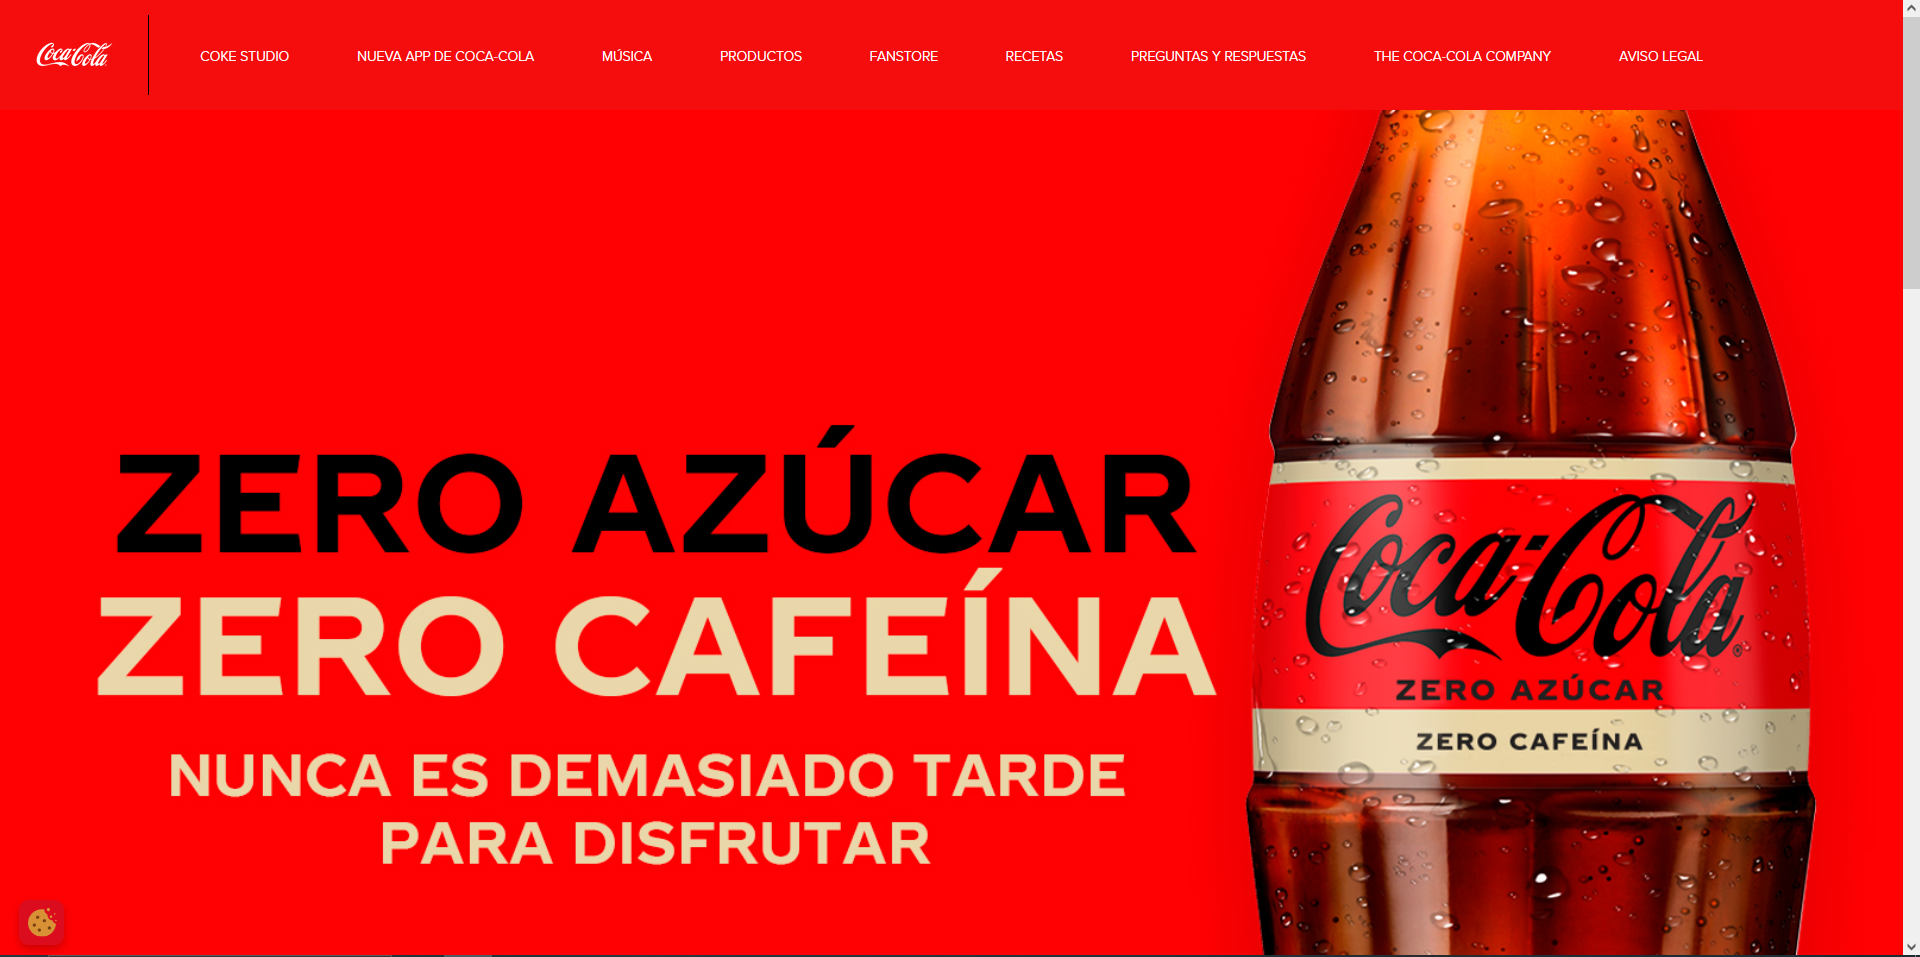 Coca-Cola
COKE STUDIO
NUEVA APP DE COCA-COLA
MÚSICA
PRODUCTOS
FANSTORE
RECETAS
PREGUNTAS Y RESPUESTAS
THE COCA-COLA COMPANY
AVISO LEGAL
ZERO AZÚCAR
ZERO CAFEÍNA
NUNCA ES DEMASIADO TARDE
PARA DISFRUTAR
Coca-Cola®
ZERO AZÚCAR
ZERO CAFEÍNA